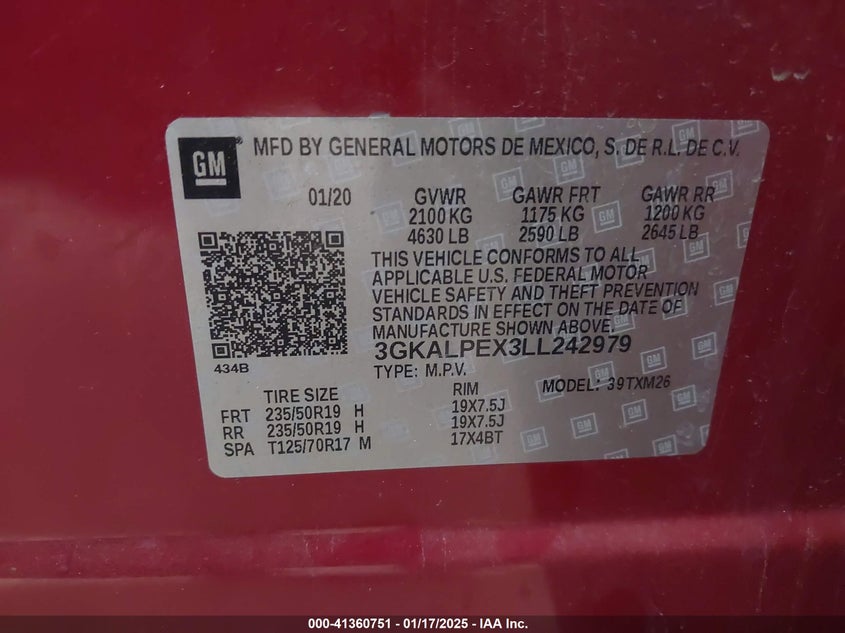 GM
MFD BY GENERAL MOTORS DE MEXICO, S. DE R.L. DE C.V.
01/20 GVWR GAWR FRT GAWR RR
2100 KG 1175 KG 1200 KG
4630 LB 2590 LB 2645 LB
THIS VEHICLE CONFORMS TO ALL
APPLICABLE U.S. FEDERAL MOTOR
VEHICLE SAFETY AND THEFT PREVENTION
STANDARDS IN EFFECT ON THE DATE OF
MANUFACTURE SHOWN ABOVE.
434B
3GKALPEX3LL242979
TYPE: M.P.V. MODEL: 39TXM26
TIRE SIZE RIM
FRT 235/50R19 H 19X7.5J
RR 235/50R19 H 19X7.5J
SPA T125/70R17 M 17X4BT
000-41360751 — 01/17/2025 — IAA Inc.